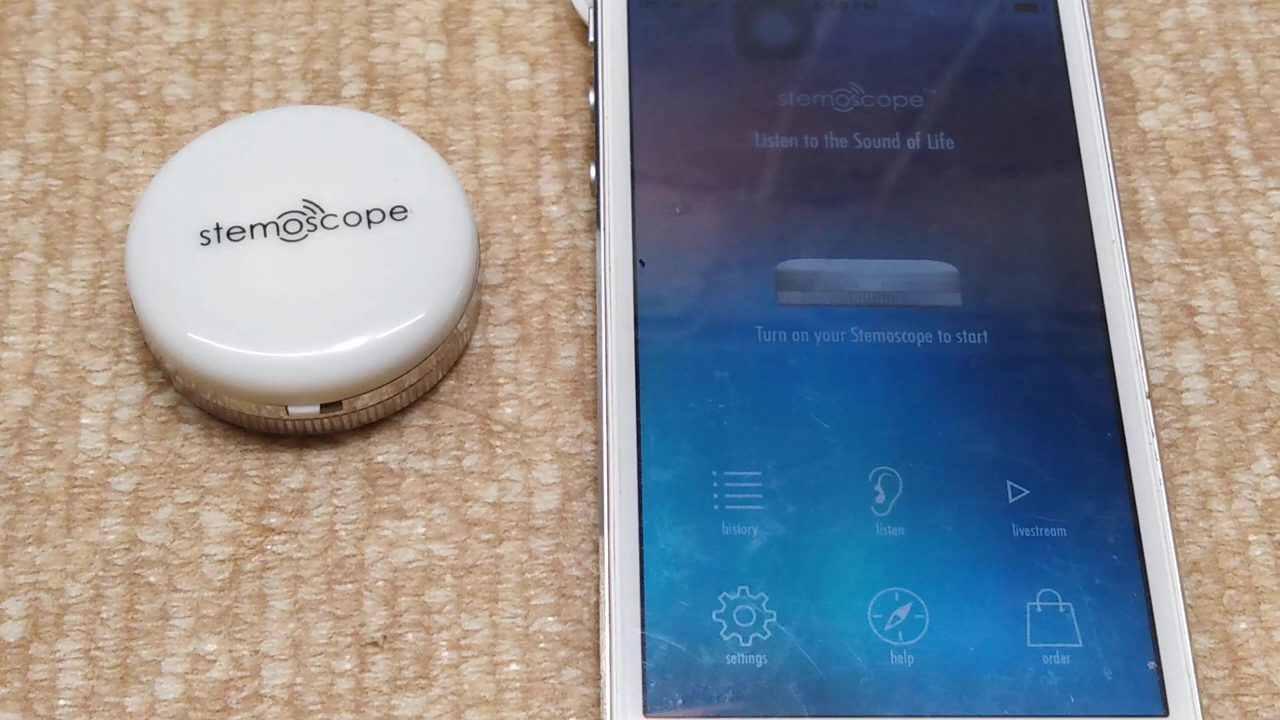 stemoscope
stemoscope
Listen to the Sound of Life
Turn on your Stemoscope to start
history
listen
livestream
settings
help
order